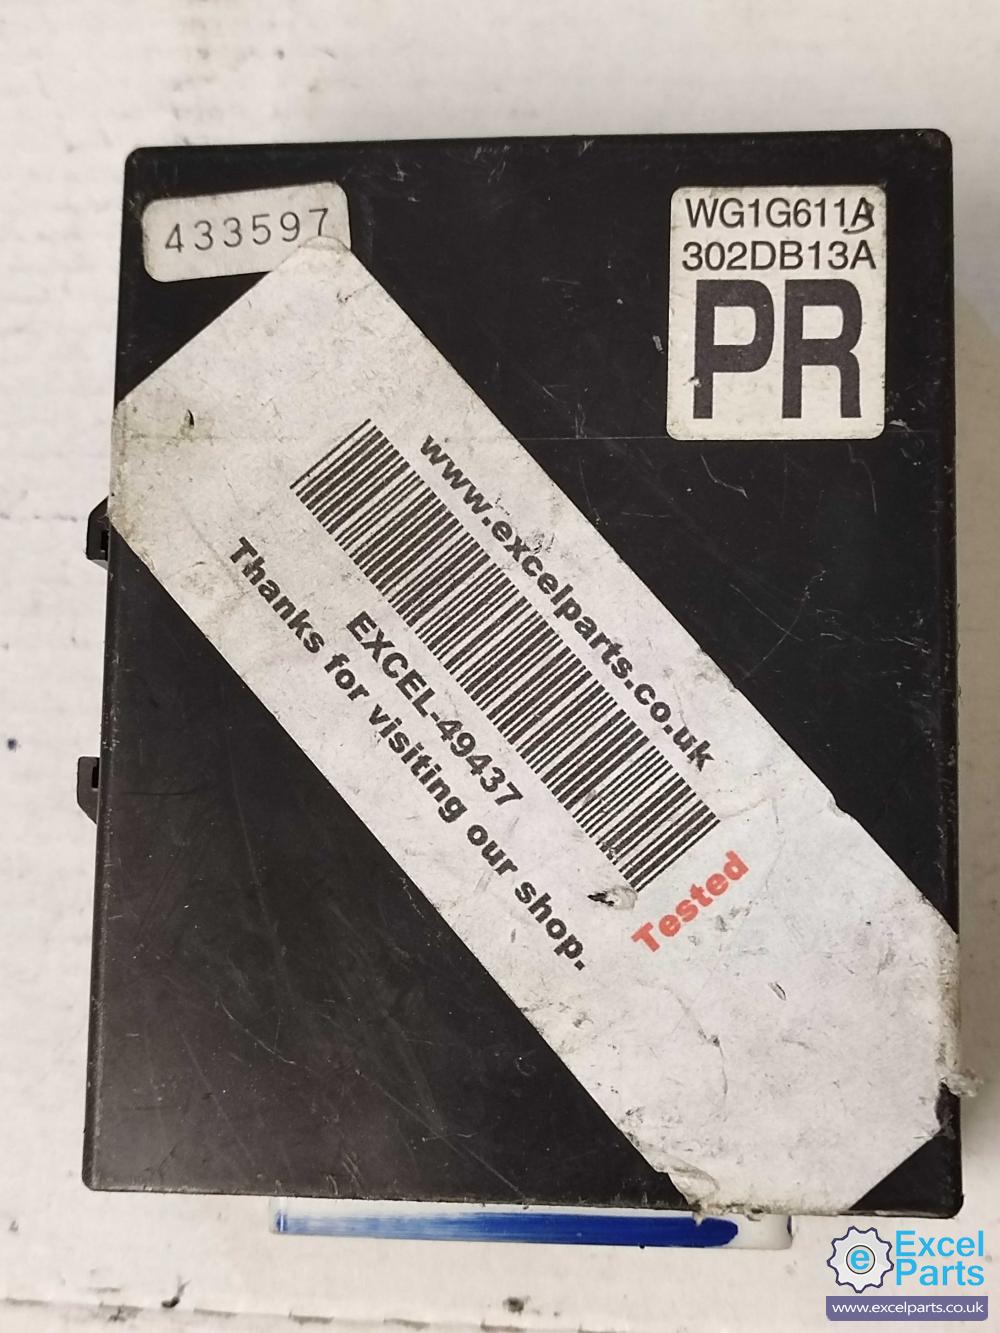 433597
WG1G611A
302DB13A
PR
www.excelparts.co.uk
EXCEL-49437
Thanks for visiting our shop.
Tested
e
Excel
Parts
www.excelparts.co.uk